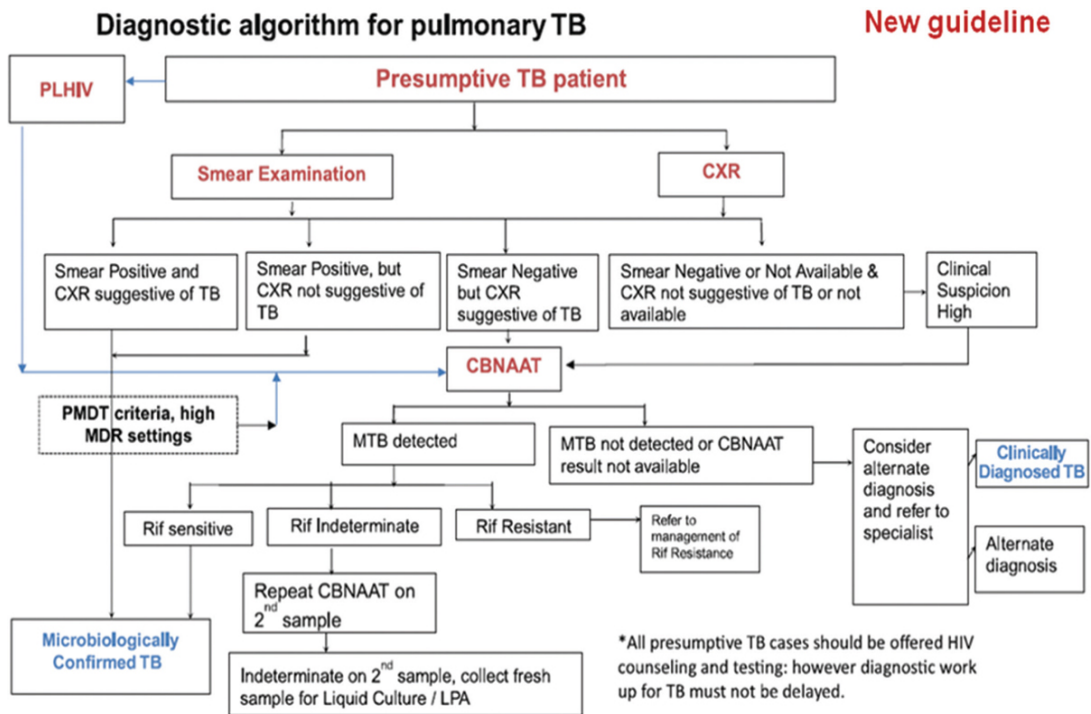 Diagnostic algorithm for pulmonary TB
New guideline
PLHIV
Presumptive TB patient
Smear Examination
CXR
Smear Positive and
CXR suggestive of TB
Smear Positive, but
CXR not suggestive of
TB
Smear Negative
but CXR
suggestive of TB
Smear Negative or Not Available &
CXR not suggestive of TB or not
available
Clinical
Suspicion
High
CBNAAT
PMDT criteria, high
MDR settings
MTB detected
MTB not detected or CBNAAT
result not available
Consider
alternate
diagnosis
and refer to
specialist
Clinically
Diagnosed TB
Alternate
diagnosis
Rif sensitive
Rif Indeterminate
Rif Resistant
Refer to
management of
Rif Resistance
Repeat CBNAAT on
2nd sample
Microbiologically
Confirmed TB
Indeterminate on 2nd sample, collect fresh
sample for Liquid Culture / LPA
*All presumptive TB cases should be offered HIV
counseling and testing: however diagnostic work
up for TB must not be delayed.